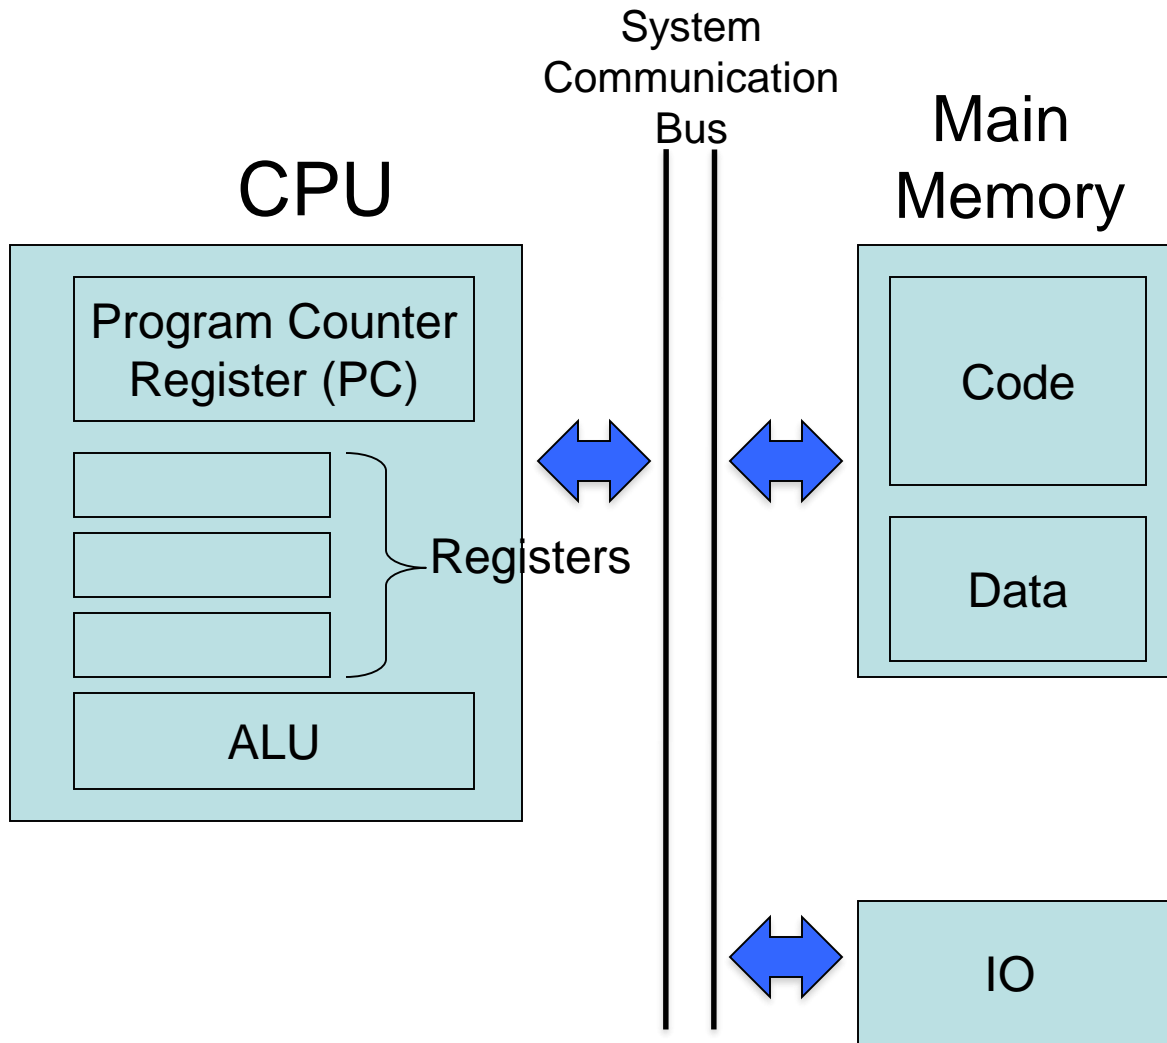 System
Communication
Bus
Main
Memory
CPU
Program Counter
Register (PC)
Code
Registers
Data
ALU
IO